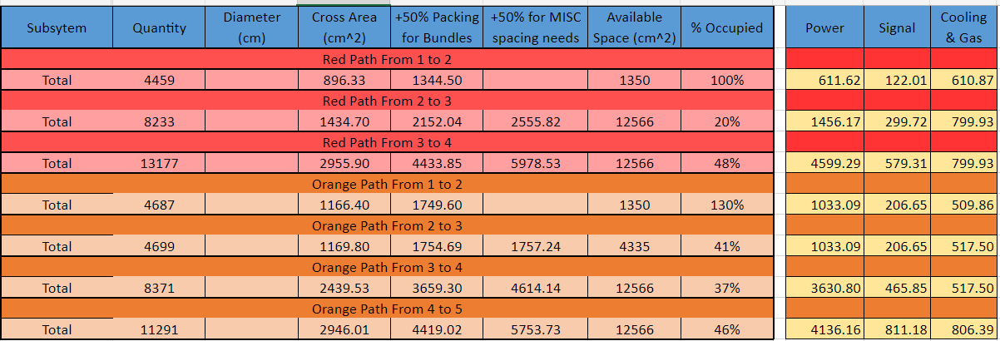 Subsytem Quantity Diameter (cm) Cross Area (cm^2) +50% Packing for Bundles +50% for MISC spacing needs Available Space (cm^2) % Occupied Power Signal Cooling & Gas
Red Path From 1 to 2
Total 4459 896.33 1344.50 1350 100% 611.62 122.01 610.87
Red Path From 2 to 3
Total 8233 1434.70 2152.04 2555.82 12566 20% 1456.17 299.72 799.93
Red Path From 3 to 4
Total 13177 2955.90 4433.85 5978.53 12566 48% 4599.29 579.31 799.93
Orange Path From 1 to 2
Total 4687 1166.40 1749.60 1350 130% 1033.09 206.65 509.86
Orange Path From 2 to 3
Total 4699 1169.80 1754.69 1757.24 4335 41% 1033.09 206.65 517.50
Orange Path From 3 to 4
Total 8371 2439.53 3659.30 4614.14 12566 37% 3630.80 465.85 517.50
Orange Path From 4 to 5
Total 11291 2946.01 4419.02 5753.73 12566 46% 4136.16 811.18 806.39